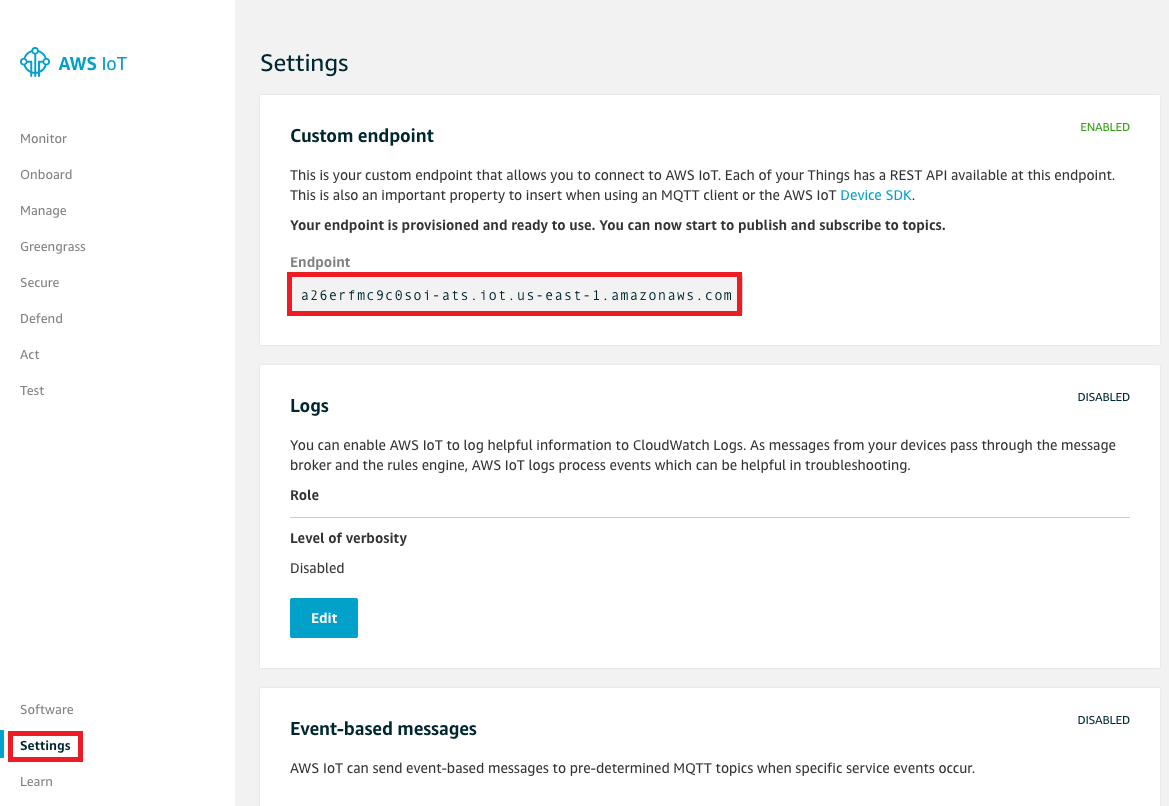 AWS IoT
Monitor
Onboard
Manage
Greengrass
Secure
Defend
Act
Test
Software
Settings
Learn
Settings
Custom endpoint
ENABLED
This is your custom endpoint that allows you to connect to AWS IoT. Each of your Things has a REST API available at this endpoint.
This is also an important property to insert when using an MQTT client or the AWS IoT Device SDK.
Your endpoint is provisioned and ready to use. You can now start to publish and subscribe to topics.
Endpoint
a26erfmc9c0soi-ats.iot.us-east-1.amazonaws.com
Logs
DISABLED
You can enable AWS IoT to log helpful information to CloudWatch Logs. As messages from your devices pass through the message
broker and the rules engine, AWS IoT logs process events which can be helpful in troubleshooting.
Role
Level of verbosity
Disabled
Edit
Event-based messages
DISABLED
AWS IoT can send event-based messages to pre-determined MQTT topics when specific service events occur.